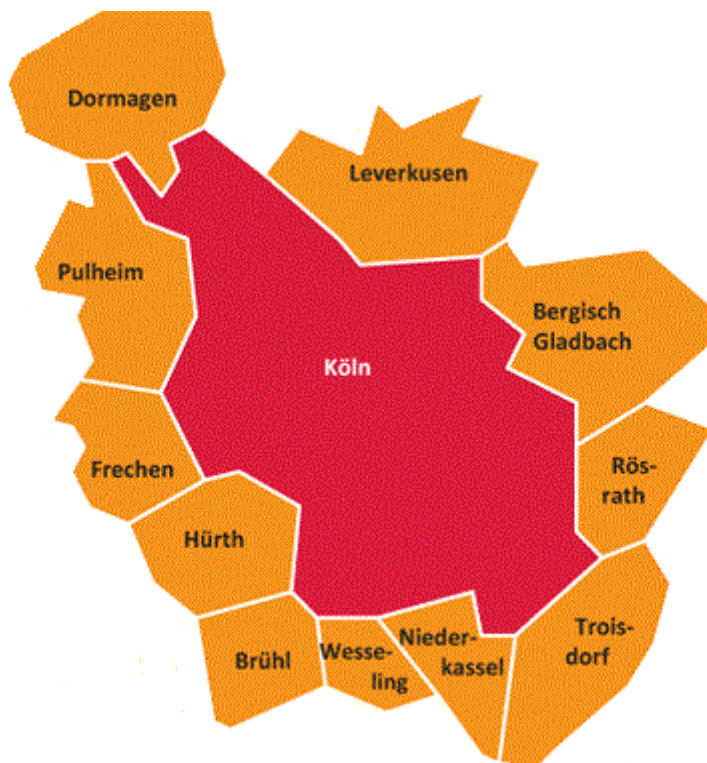 Dormagen
Leverkusen
Pulheim
Bergisch
Gladbach
Köln
Frechen
Rös-
rath
Hürth
Trois-
dorf
Nieder-
kassel
Wesse-
ling
Brühl